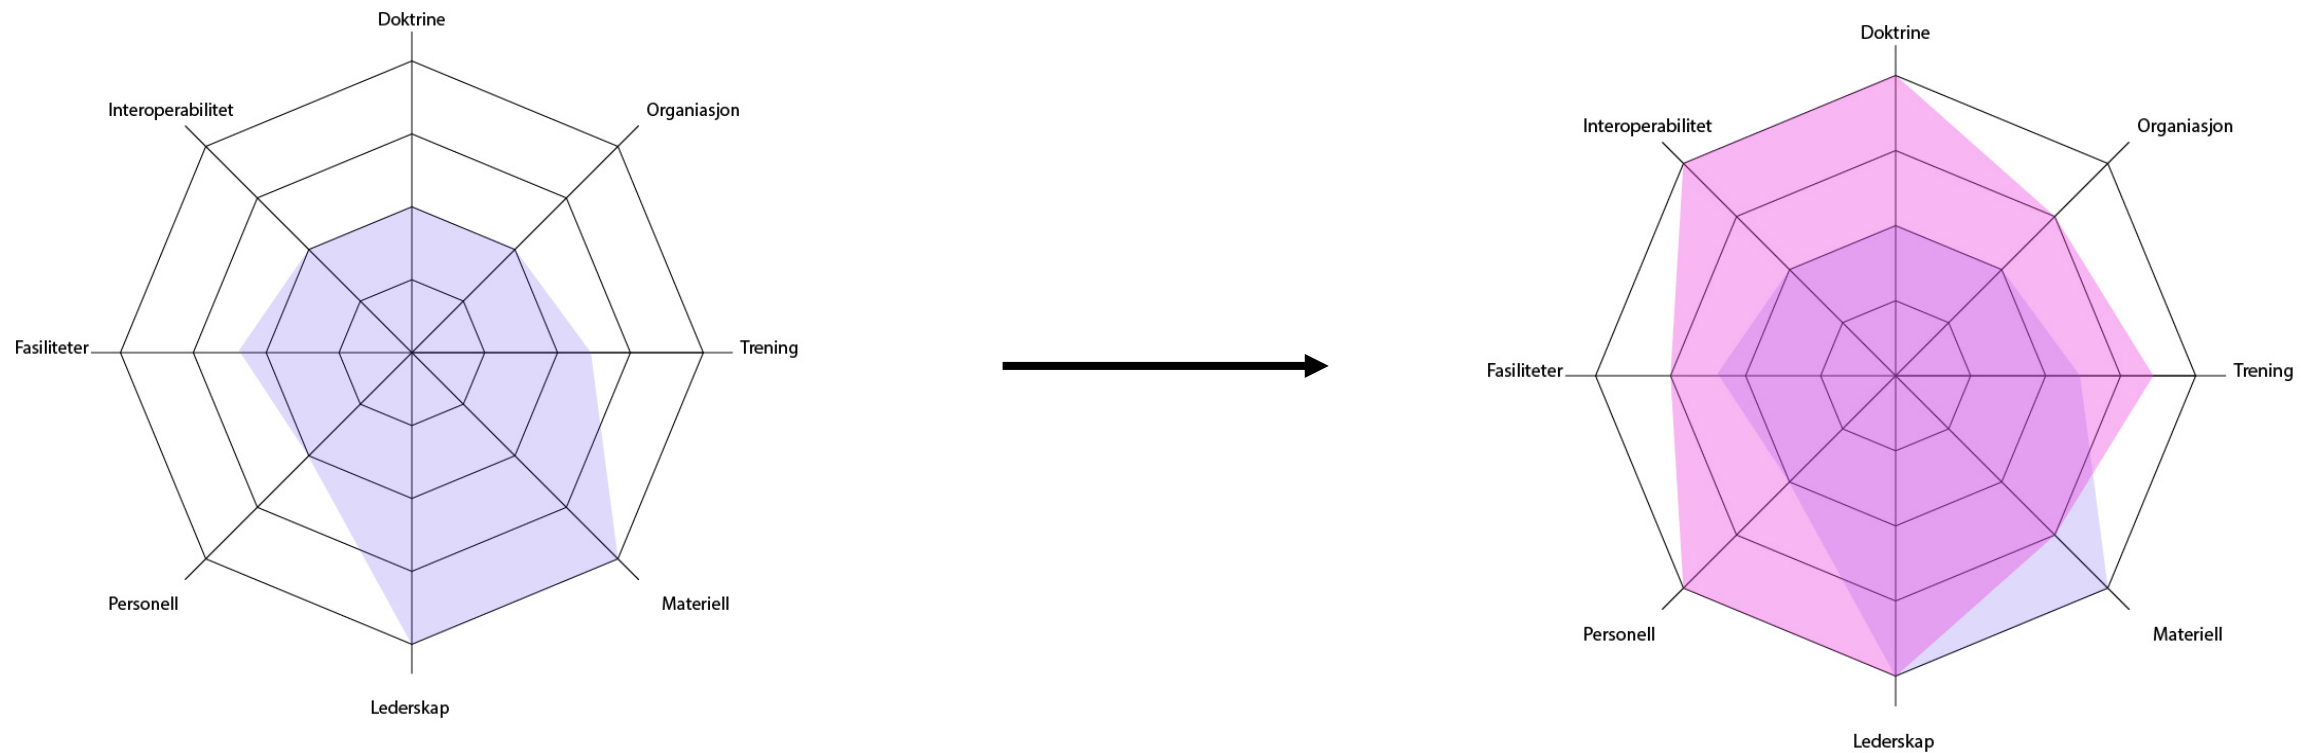 Doktrine
Interoperabilitet
Organiasjon
Fasiliteter
Trening
Personell
Materiell
Lederskap
Doktrine
Interoperabilitet
Organiasjon
Fasiliteter
Trening
Personell
Materiell
Lederskap